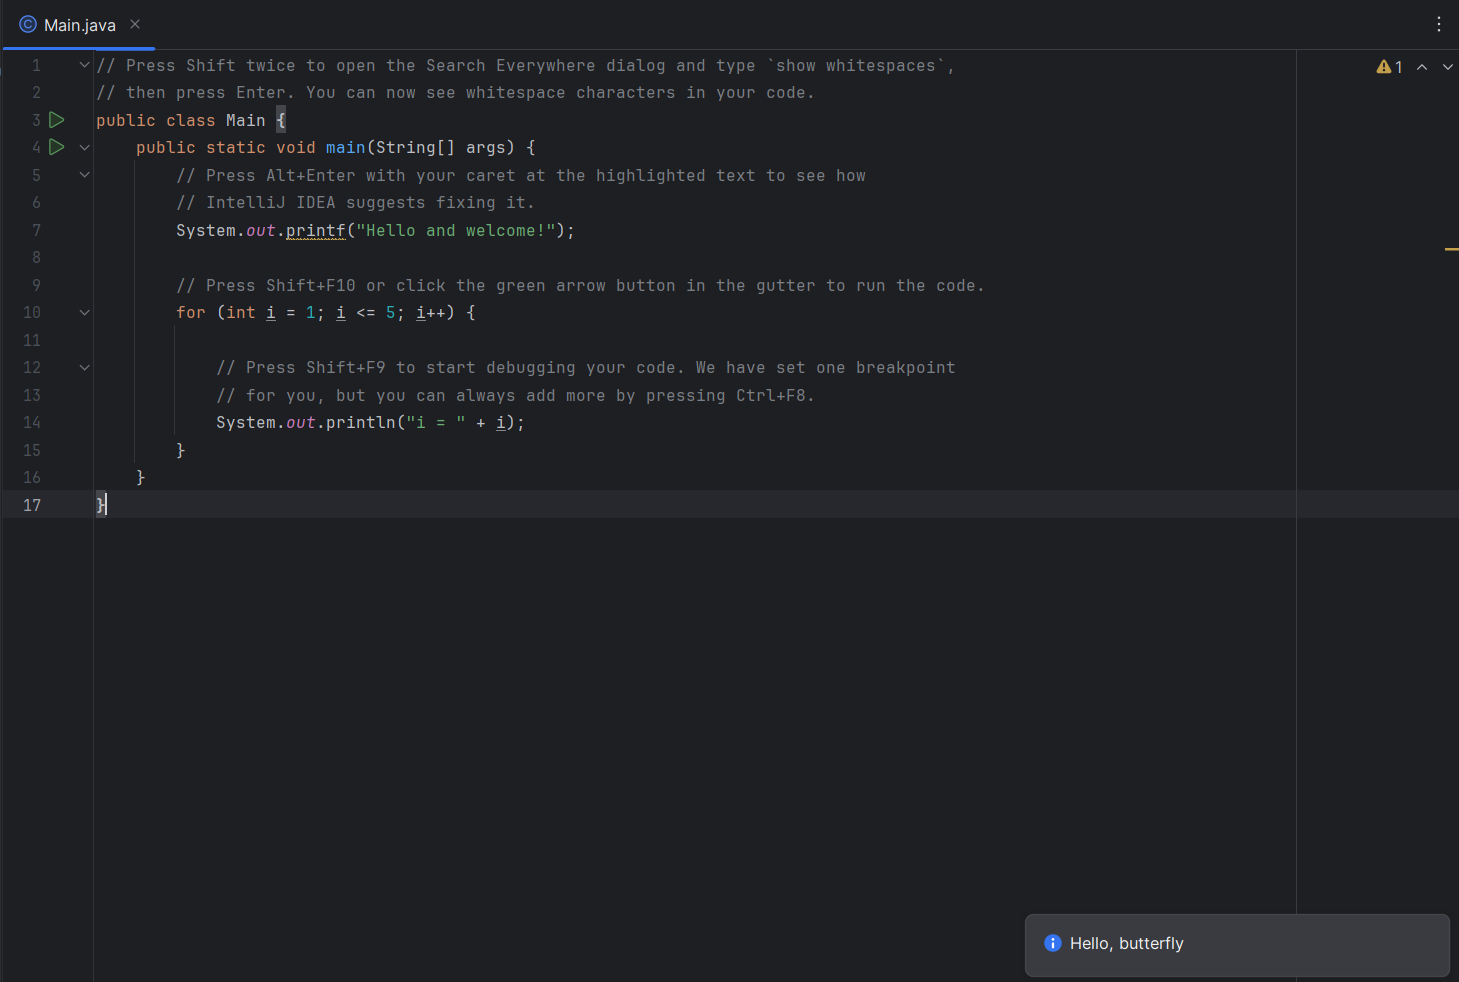 Main.java
1 // Press Shift twice to open the Search Everywhere dialog and type `show whitespaces`,
2 // then press Enter. You can now see whitespace characters in your code.
3 public class Main {
4     public static void main(String[] args) {
5         // Press Alt+Enter with your caret at the highlighted text to see how
6         // IntelliJ IDEA suggests fixing it.
7         System.out.printf("Hello and welcome!");
8
9         // Press Shift+F10 or click the green arrow button in the gutter to run the code.
10         for (int i = 1; i <= 5; i++) {
11
12             // Press Shift+F9 to start debugging your code. We have set one breakpoint
13             // for you, but you can always add more by pressing Ctrl+F8.
14             System.out.println("i = " + i);
15         }
16     }
17 }
1
Hello, butterfly